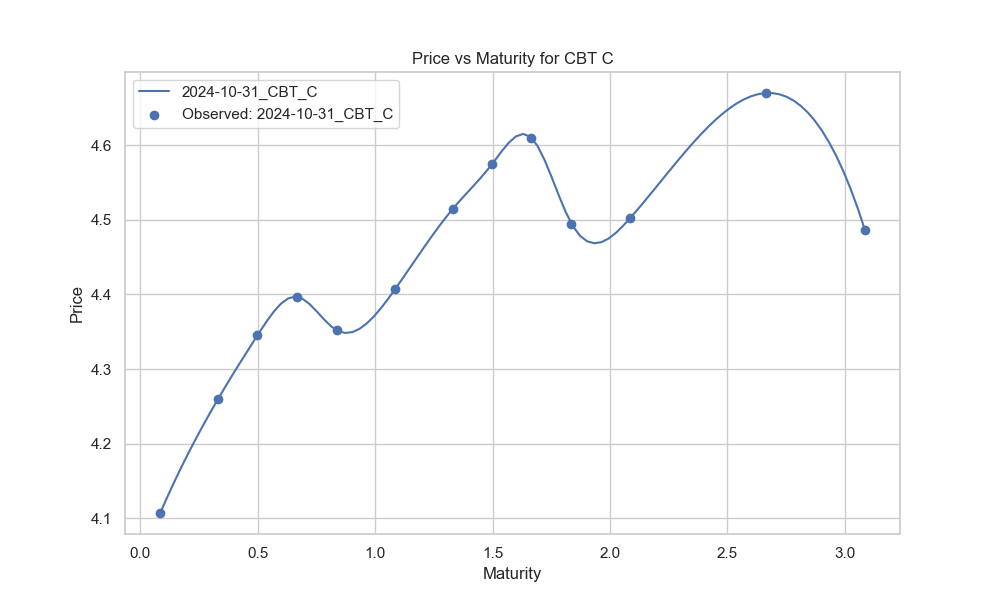 Price vs Maturity for CBT C
2024-10-31_CBT_C
Observed: 2024-10-31_CBT_C
Price
4.6
4.5
4.4
4.3
4.2
4.1
0.0 0.5 1.0 1.5 2.0 2.5 3.0
Maturity